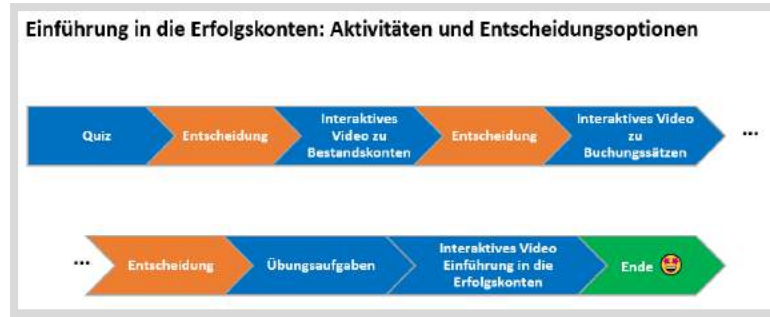 Einführung in die Erfolgskonten: Aktivitäten und Entscheidungsoptionen
Quiz
Entscheidung
Interaktives
Video zu
Bestandskonten
Entscheidung
Interaktives Video
zu
Buchungssätzen
...
...
Entscheidung
Übungsaufgaben
Interaktives Video
Einführung in die
Erfolgskonten
Ende 🤩